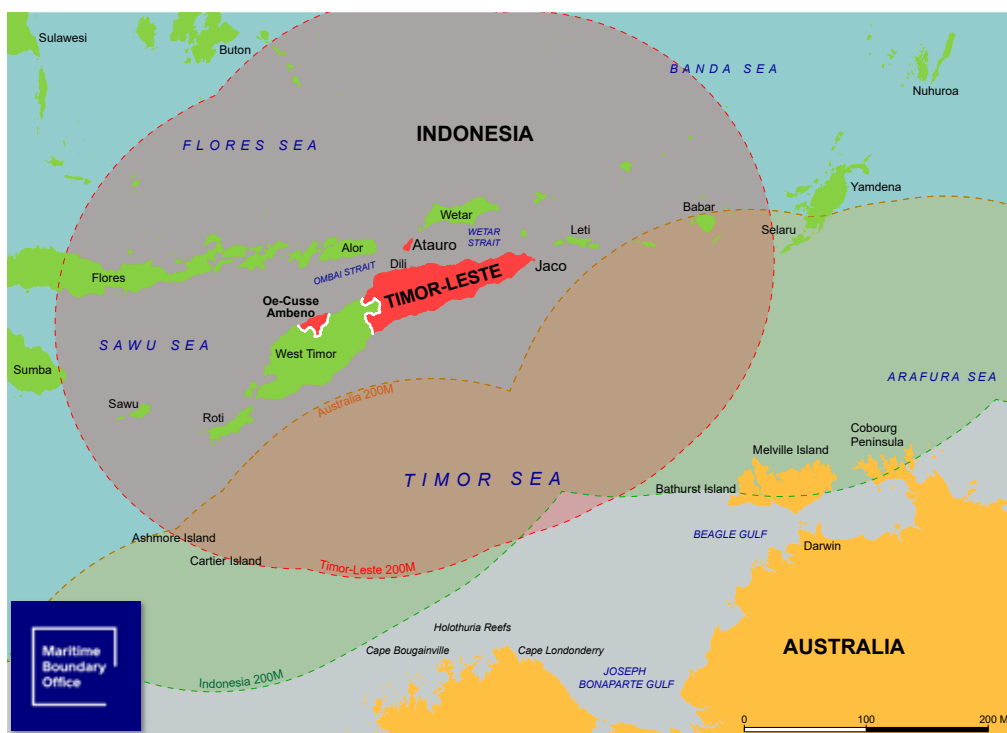 Sulawesi
Buton
BANDA SEA
Nuhuroa
FLORES SEA
INDONESIA
Yamdena
Wetar
Babar
WETAR
STRAIT
Leti
Selaru
Alor
Atauro
Dili
Jaco
OMBAI STRAIT
Flores
TIMOR-LESTE
Oe-Cusse
Ambeno
SAWU SEA
West Timor
Sumba
ARAFURA SEA
Australia 200M
Sawu
Roti
Cobourg
Peninsula
Melville Island
TIMOR SEA
Bathurst Island
Ashmore Island
BEAGLE GULF
Darwin
Cartier Island
Timor-Leste 200M
Holothuria Reefs
Cape Bougainville
Cape Londonderry
AUSTRALIA
Maritime
Boundary
Office
JOSEPH
BONAPARTE GULF
Indonesia 200M
0 100 200 M